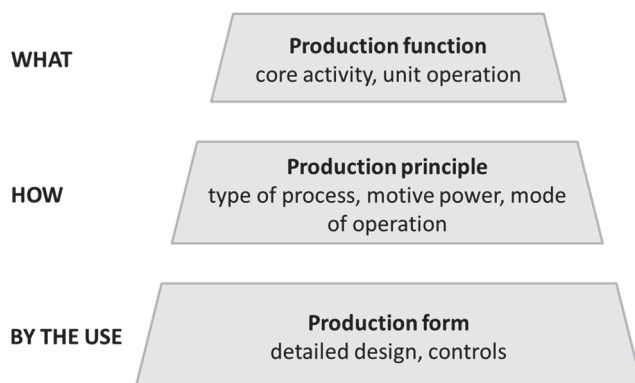 WHAT
Production function
core activity, unit operation
HOW
Production principle
type of process, motive power, mode
of operation
BY THE USE
Production form
detailed design, controls